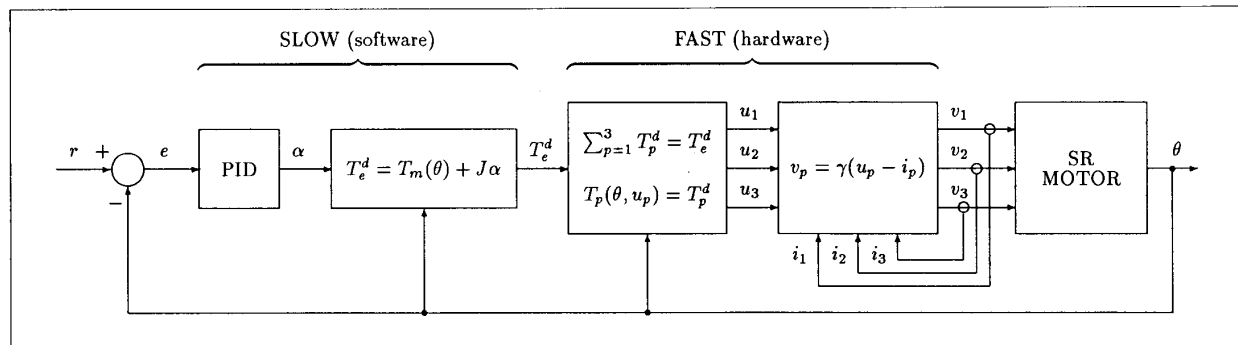 SLOW (software)
FAST (hardware)
r
+
−
e
PID
α
T_e^d = T_m(θ) + Jα
T_e^d
∑_{p=1}^3 T_p^d = T_e^d
T_p(θ, u_p) = T_p^d
u_1
u_2
u_3
v_p = γ(u_p − i_p)
v_1
v_2
v_3
i_1
i_2
i_3
SR
MOTOR
θ